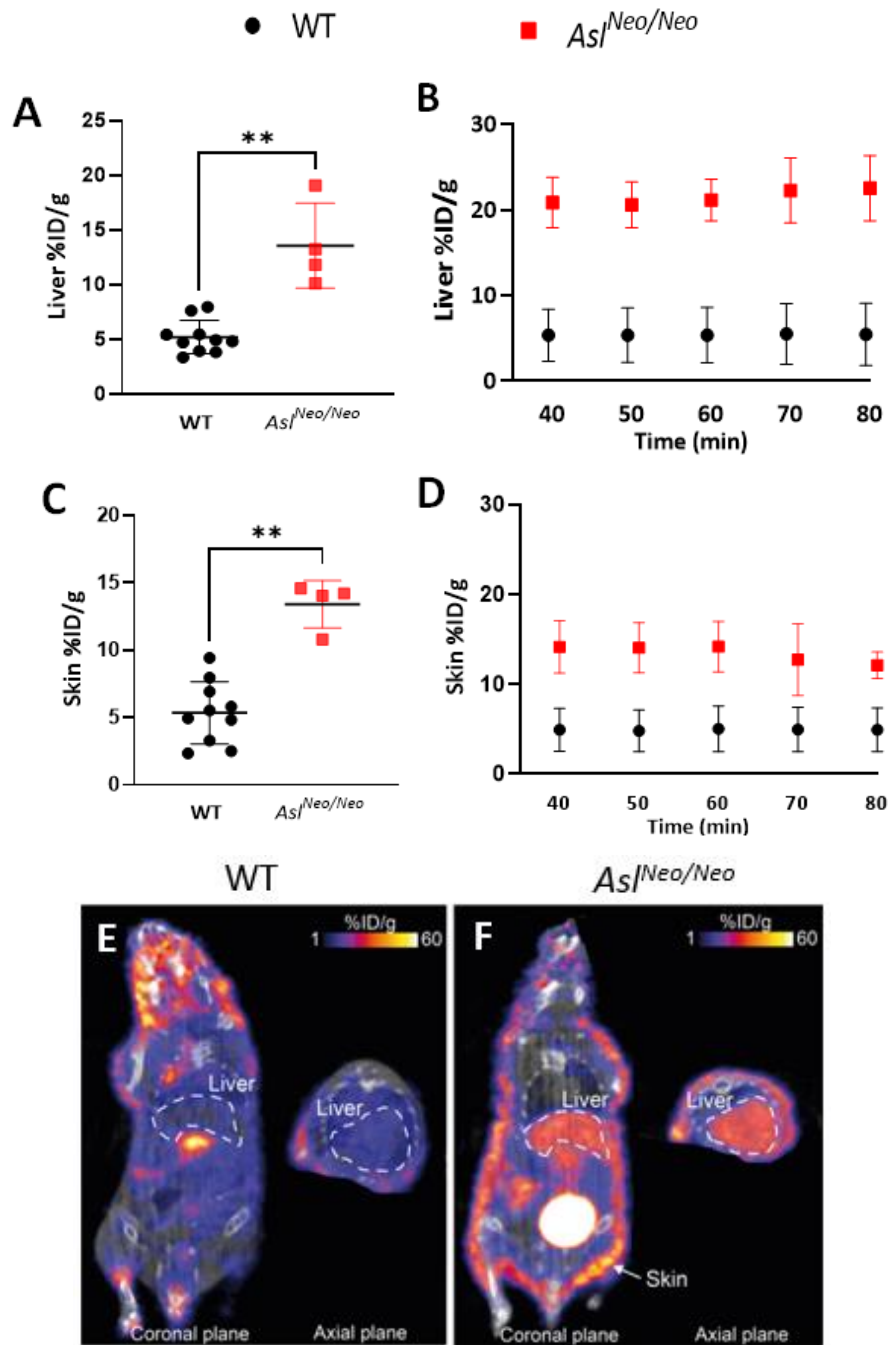 WT
Asl^Neo/Neo
A
Liver %ID/g
25
20
15
10
5
0
**
WT
Asl^Neo/Neo
B
Liver %ID/g
30
20
10
0
40 50 60 70 80
Time (min)
C
Skin %ID/g
20
15
10
5
0
**
WT
Asl^Neo/Neo
D
Skin %ID/g
30
20
10
0
40 50 60 70 80
Time (min)
WT
E
%ID/g
1 60
Liver
Liver
Coronal plane
Axial plane
Asl^Neo/Neo
F
%ID/g
1 60
Liver
Liver
Skin
Coronal plane
Axial plane